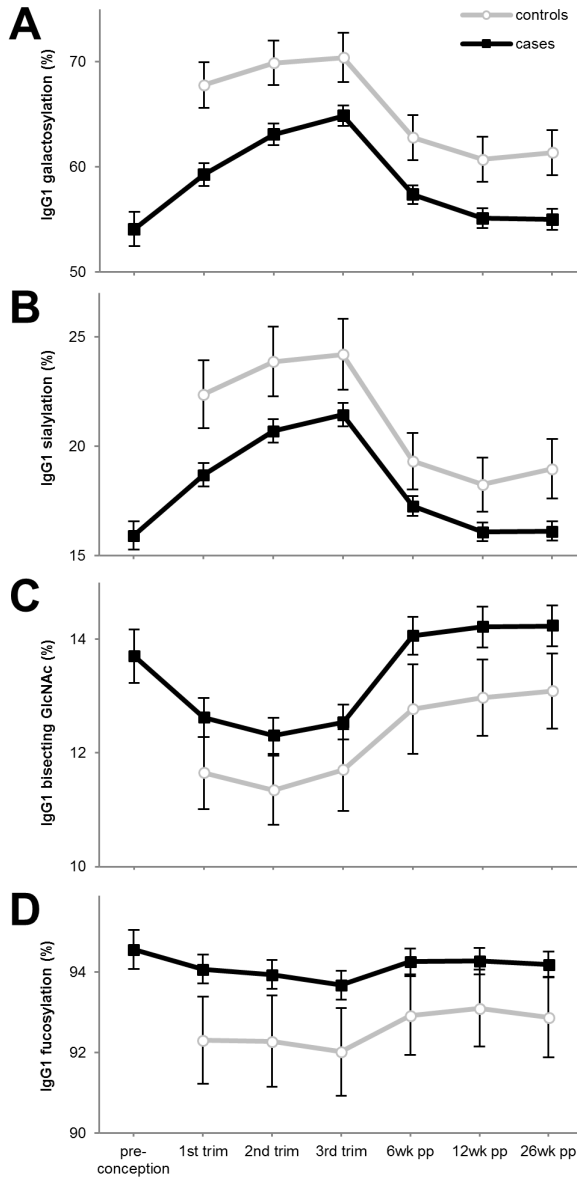 A
controls
cases
70
60
50
IgG1 galactosylation (%)
B
25
20
15
IgG1 sialylation (%)
C
14
12
10
IgG1 bisecting GlcNAc (%)
D
94
92
90
IgG1 fucosylation (%)
pre-
conception
1st trim
2nd trim
3rd trim
6wk pp
12wk pp
26wk pp